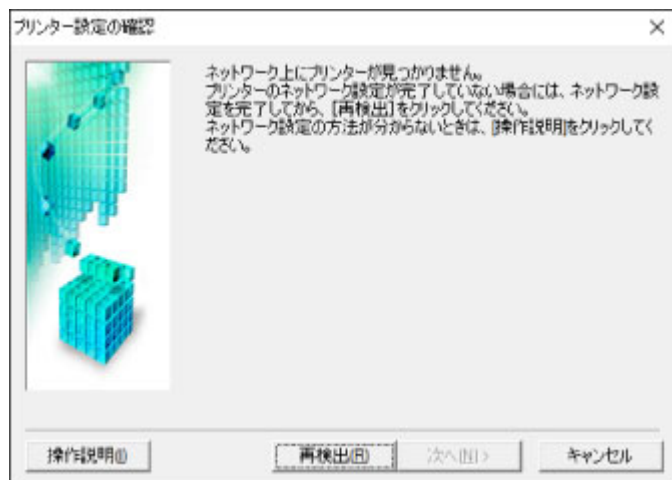 プリンター設定の確認
ネットワーク上にプリンターが見つかりません。
プリンターのネットワーク設定が完了していない場合には、ネットワーク設
定を完了してから、[再検出]をクリックしてください。
ネットワーク設定の方法が分からないときは、[操作説明]をクリックしてく
ださい。
操作説明(I) 再検出(R) 次へ(N) > キャンセル